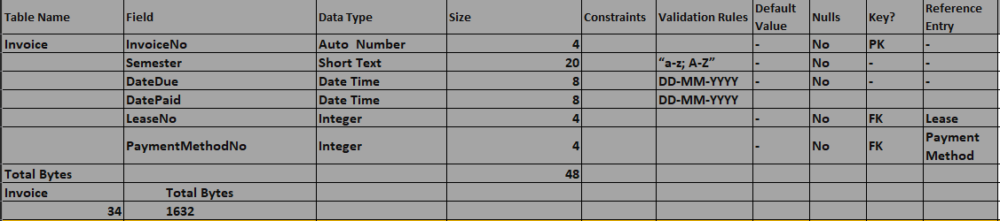 Table Name Field Data Type Size Constraints Validation Rules Default Value Nulls Key? Reference Entry
Invoice InvoiceNo Auto Number 4 - No PK -
Semester Short Text 20 “a-z; A-Z” - No - -
DateDue Date Time 8 DD-MM-YYYY - No - -
DatePaid Date Time 8 DD-MM-YYYY
LeaseNo Integer 4 - No FK Lease
PaymentMethodNo Integer 4 - No FK Payment Method
Total Bytes 48
Invoice Total Bytes
34 1632